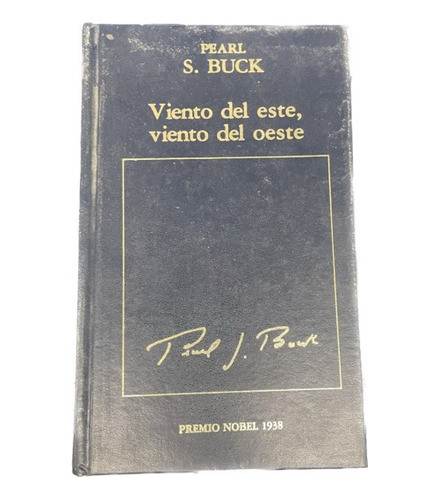 PEARL
S. BUCK
Viento del este,
viento del oeste
Pearl S. Buck
PREMIO NOBEL 1938